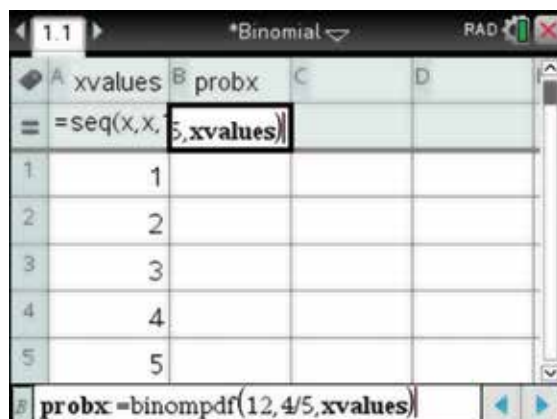 1.1 *Binomial RAD
A xvalues B probx C D
= =seq(x,x,1 5,xvalues)
1 1
2 2
3 3
4 4
5 5
B probx:=binompdf(12,4/5,xvalues)